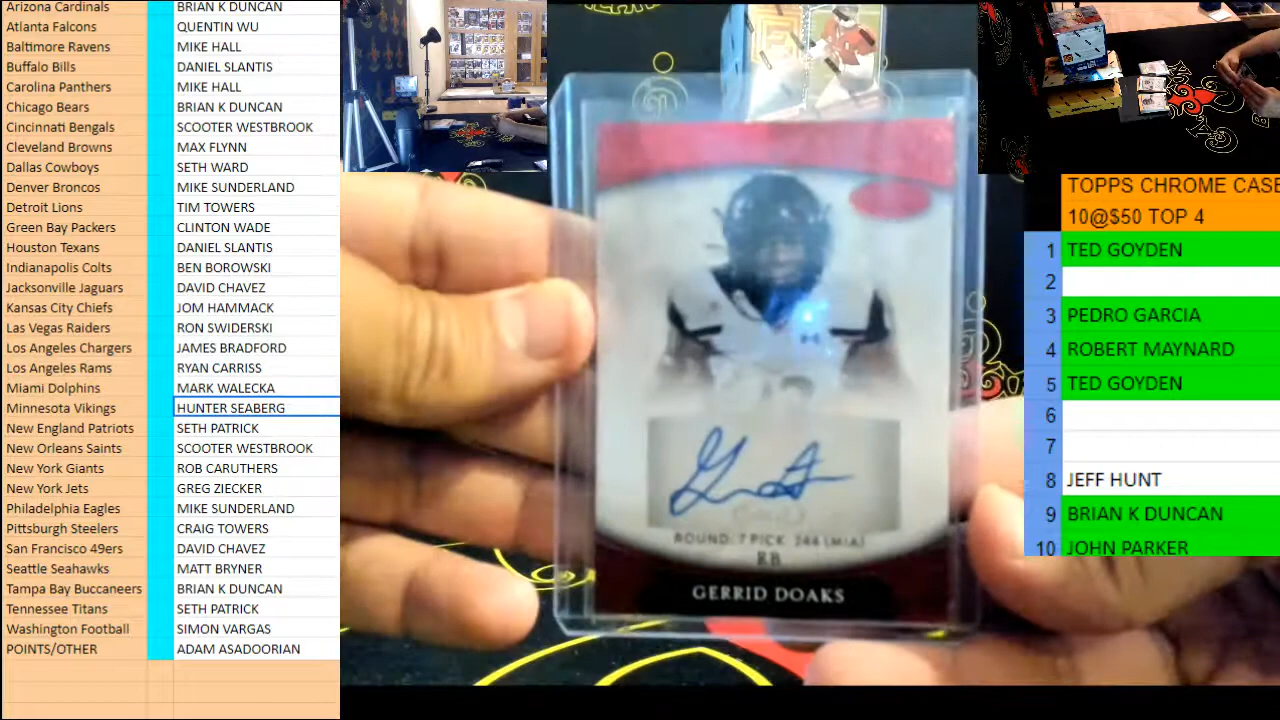 Arizona Cardinals BRIAN K DUNCAN
Atlanta Falcons QUENTIN WU
Baltimore Ravens MIKE HALL
Buffalo Bills DANIEL SLANTIS
Carolina Panthers MIKE HALL
Chicago Bears BRIAN K DUNCAN
Cincinnati Bengals SCOOTER WESTBROOK
Cleveland Browns MAX FLYNN
Dallas Cowboys SETH WARD
Denver Broncos MIKE SUNDERLAND
Detroit Lions TIM TOWERS
Green Bay Packers CLINTON WADE
Houston Texans DANIEL SLANTIS
Indianapolis Colts BEN BOROWSKI
Jacksonville Jaguars DAVID CHAVEZ
Kansas City Chiefs JOM HAMMACK
Las Vegas Raiders RON SWIDERSKI
Los Angeles Chargers JAMES BRADFORD
Los Angeles Rams RYAN CARRISS
Miami Dolphins MARK WALECKA
Minnesota Vikings HUNTER SEABERG
New England Patriots SETH PATRICK
New Orleans Saints SCOOTER WESTBROOK
New York Giants ROB CARUTHERS
New York Jets GREG ZIECKER
Philadelphia Eagles MIKE SUNDERLAND
Pittsburgh Steelers CRAIG TOWERS
San Francisco 49ers DAVID CHAVEZ
Seattle Seahawks MATT BRYNER
Tampa Bay Buccaneers BRIAN K DUNCAN
Tennessee Titans SETH PATRICK
Washington Football SIMON VARGAS
POINTS/OTHER ADAM ASADOORIAN
ROUND: 7 PICK: 244 (MIA)
RB
GERRID DOAKS
TOPPS CHROME CASE
10@$50 TOP 4
1 TED GOYDEN
2
3 PEDRO GARCIA
4 ROBERT MAYNARD
5 TED GOYDEN
6
7
8 JEFF HUNT
9 BRIAN K DUNCAN
10 JOHN PARKER